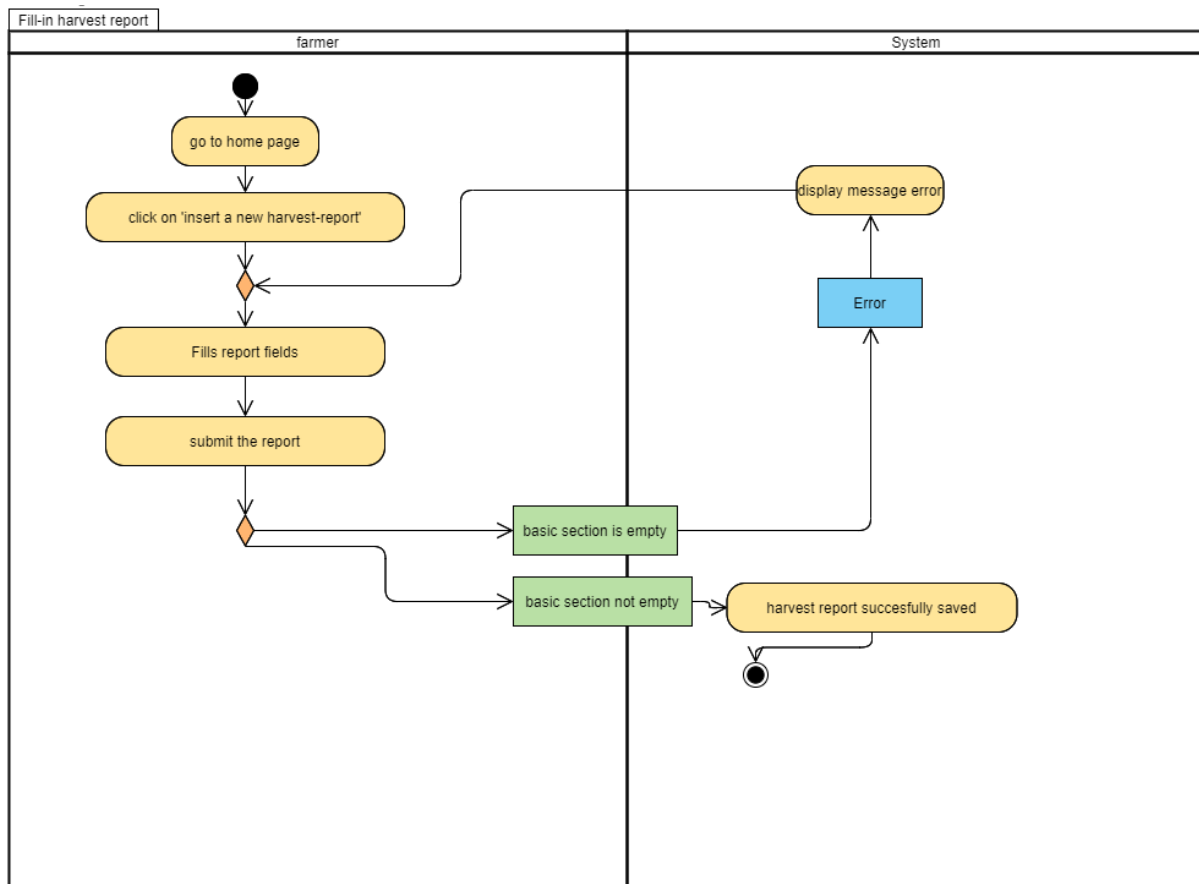 Fill-in harvest report
farmer
System
go to home page
display message error
click on 'insert a new harvest-report'
Error
Fills report fields
submit the report
basic section is empty
basic section not empty
harvest report succesfully saved